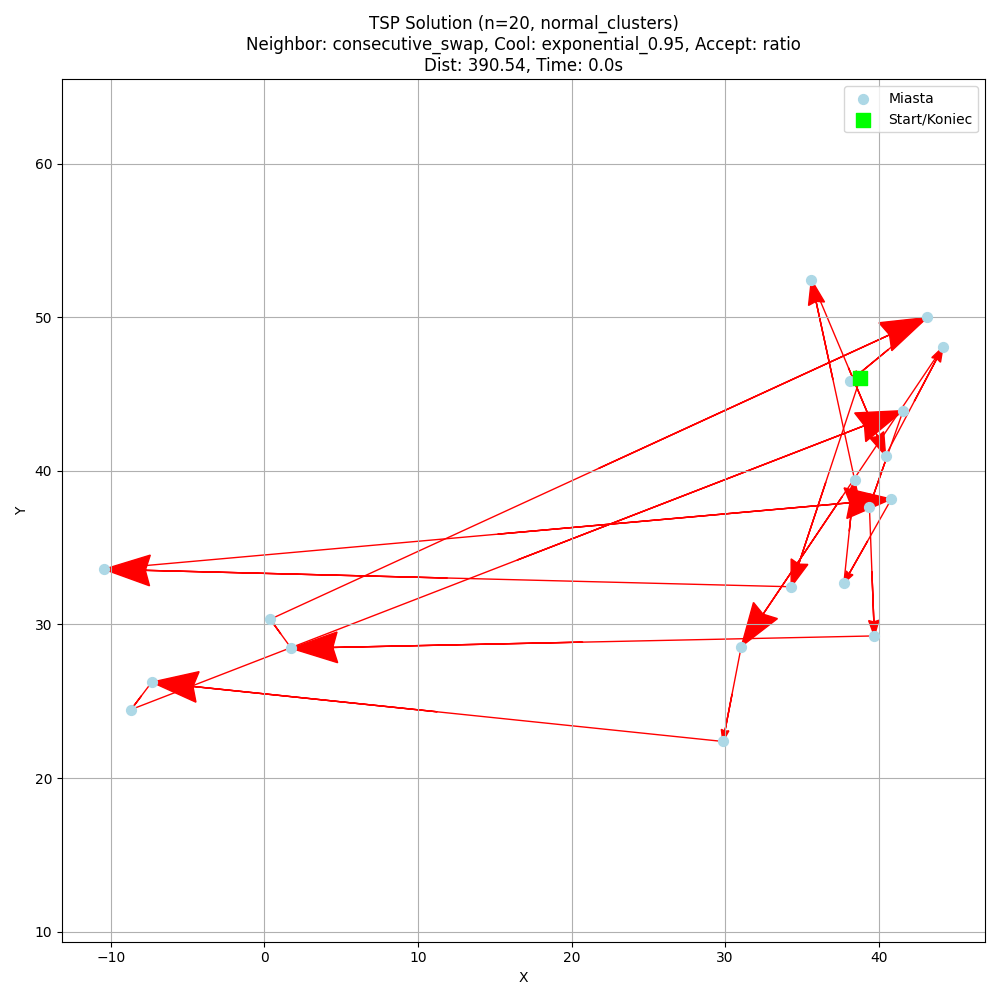 TSP Solution (n=20, normal_clusters)
Neighbor: consecutive_swap, Cool: exponential_0.95, Accept: ratio
Dist: 390.54, Time: 0.0s
Miasta
Start/Koniec
60
50
40
30
20
10
Y
−10 0 10 20 30 40
X